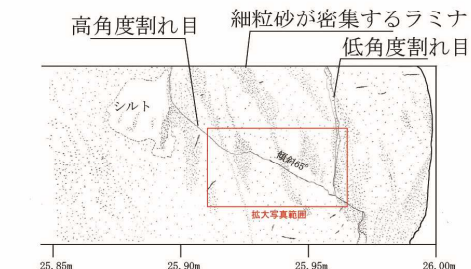 細粒砂が密集するラミナ
高角度割れ目
低角度割れ目
シルト
傾斜65°
拡大写真範囲
25.85m 25.90m 25.95m 26.00m